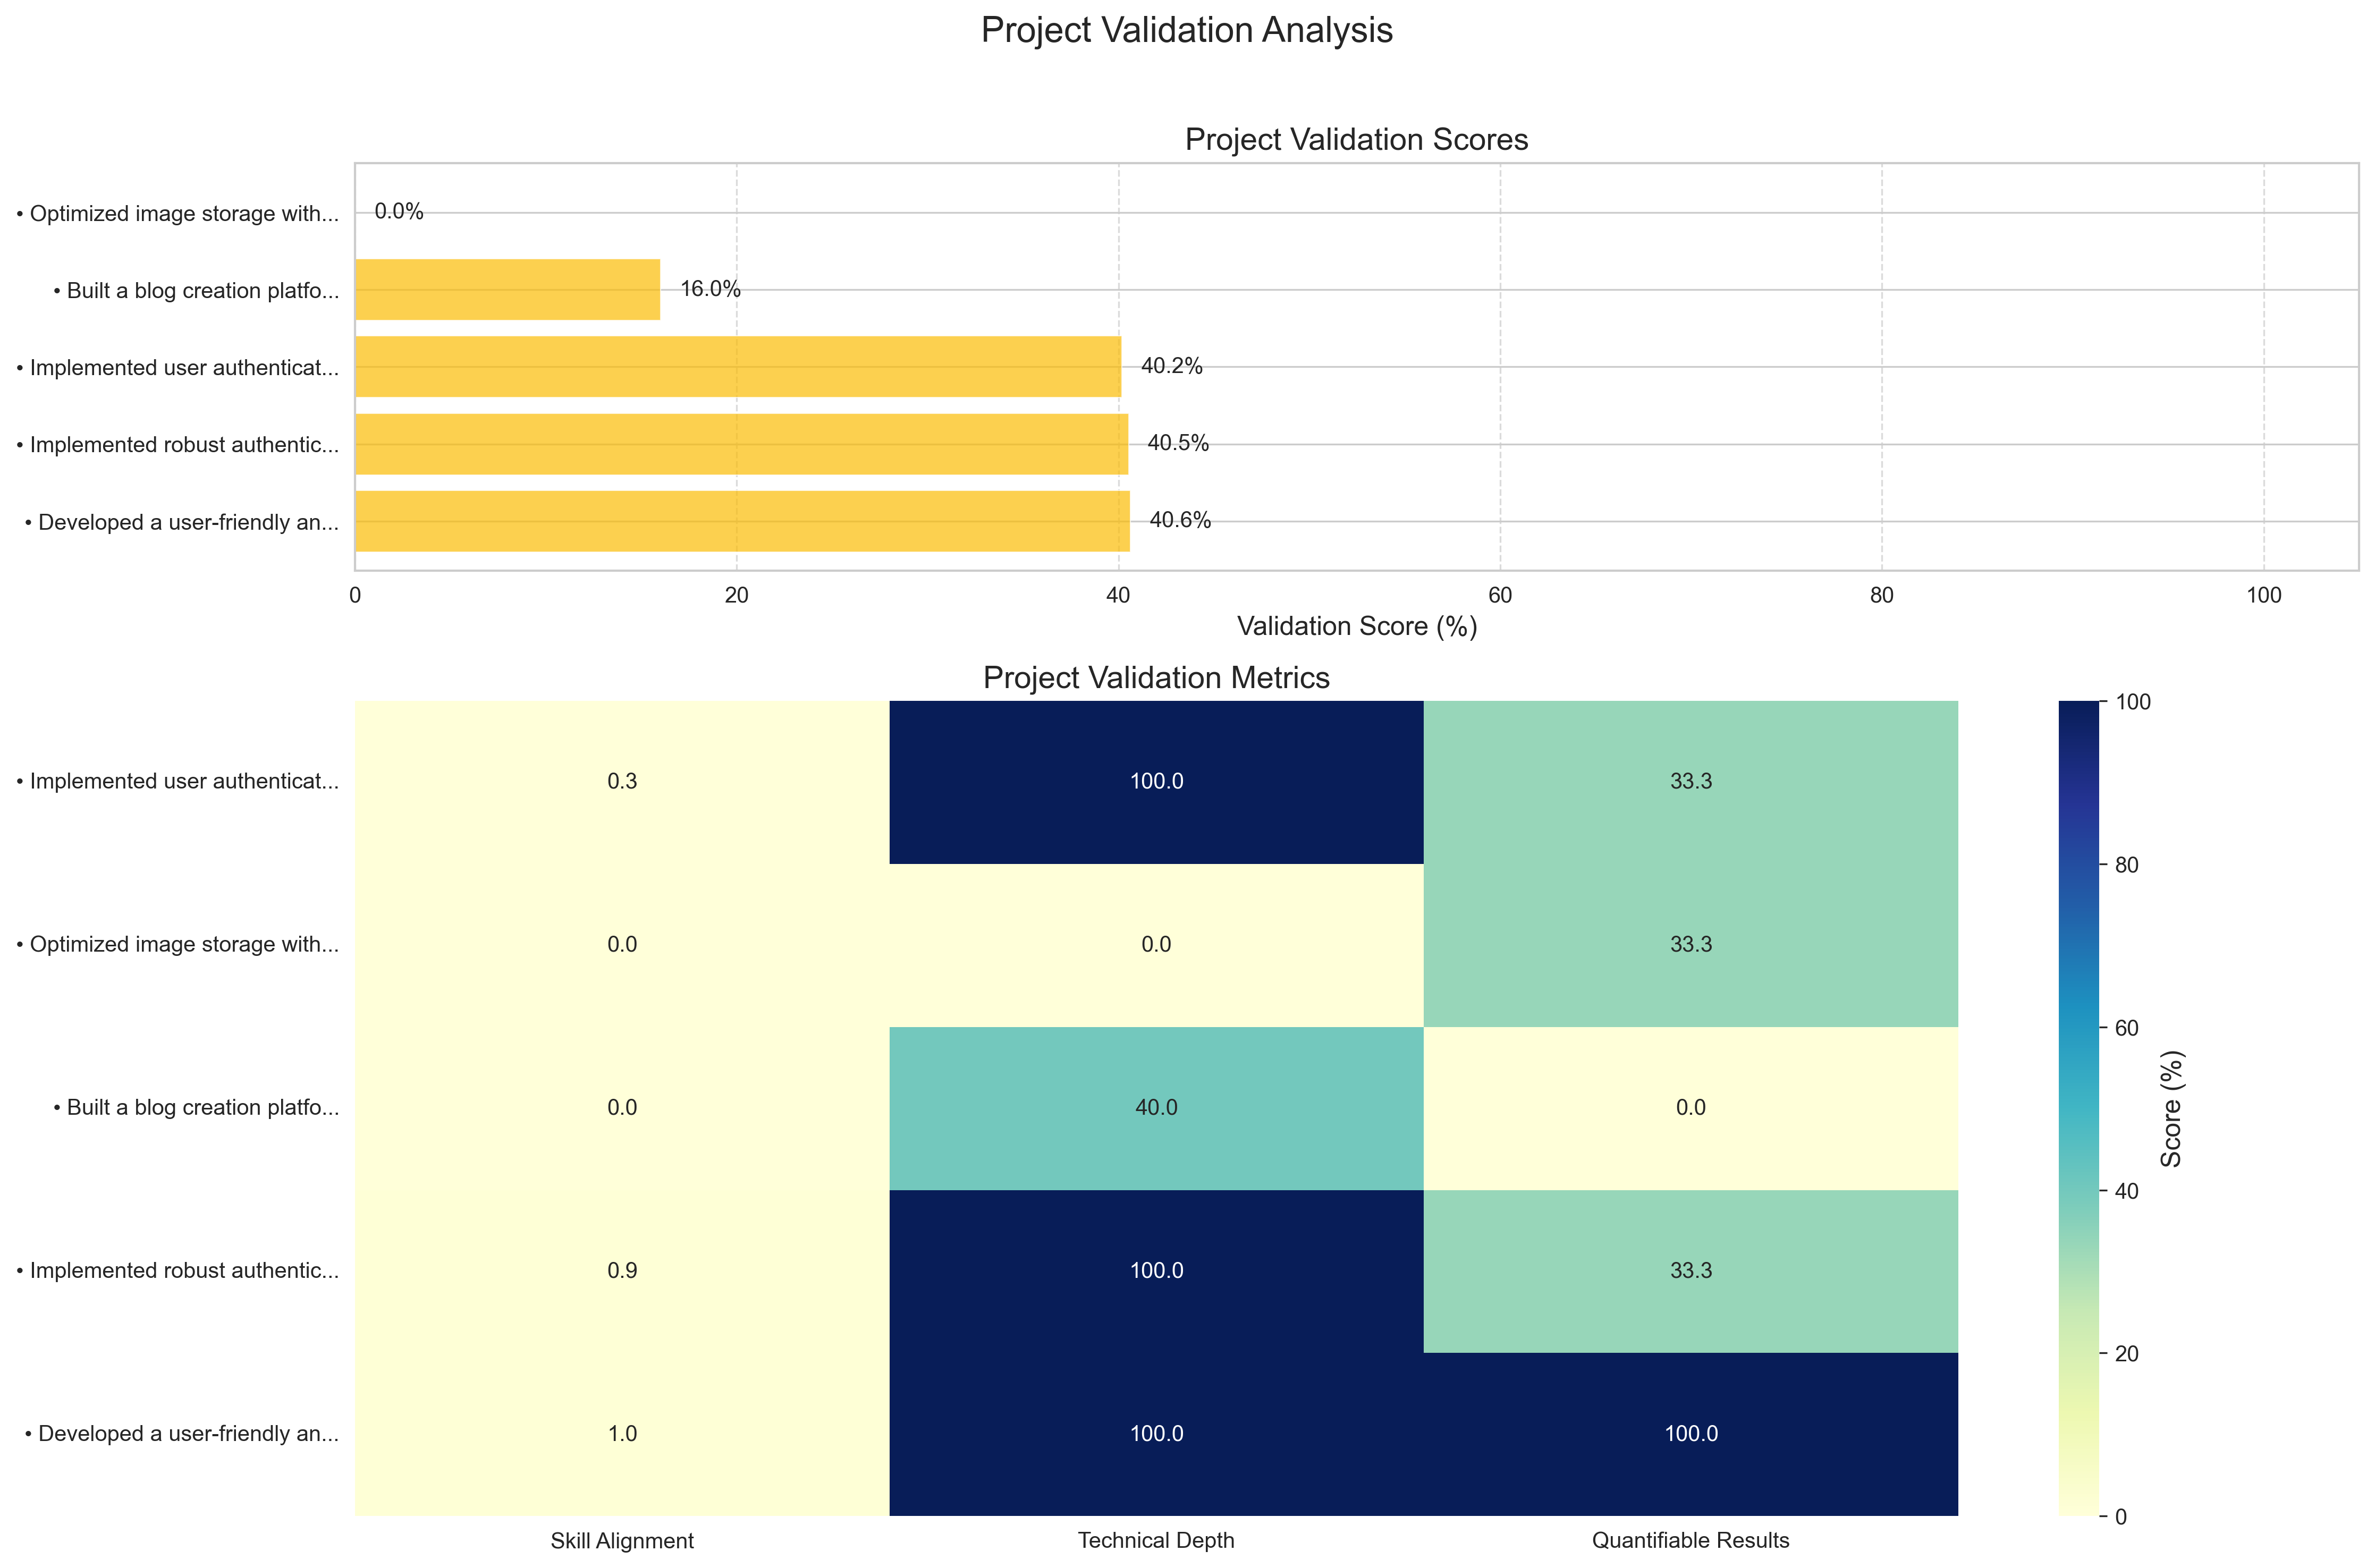 Project Validation Analysis
Project Validation Scores
• Optimized image storage with...
0.0%
• Built a blog creation platfo...
16.0%
• Implemented user authenticat...
40.2%
• Implemented robust authentic...
40.5%
• Developed a user-friendly an...
40.6%
0 20 40 60 80 100
Validation Score (%)
Project Validation Metrics
• Implemented user authenticat...
0.3 100.0 33.3
• Optimized image storage with...
0.0 0.0 33.3
• Built a blog creation platfo...
0.0 40.0 0.0
• Implemented robust authentic...
0.9 100.0 33.3
• Developed a user-friendly an...
1.0 100.0 100.0
Skill Alignment Technical Depth Quantifiable Results
100
80
60
40
20
0
Score (%)